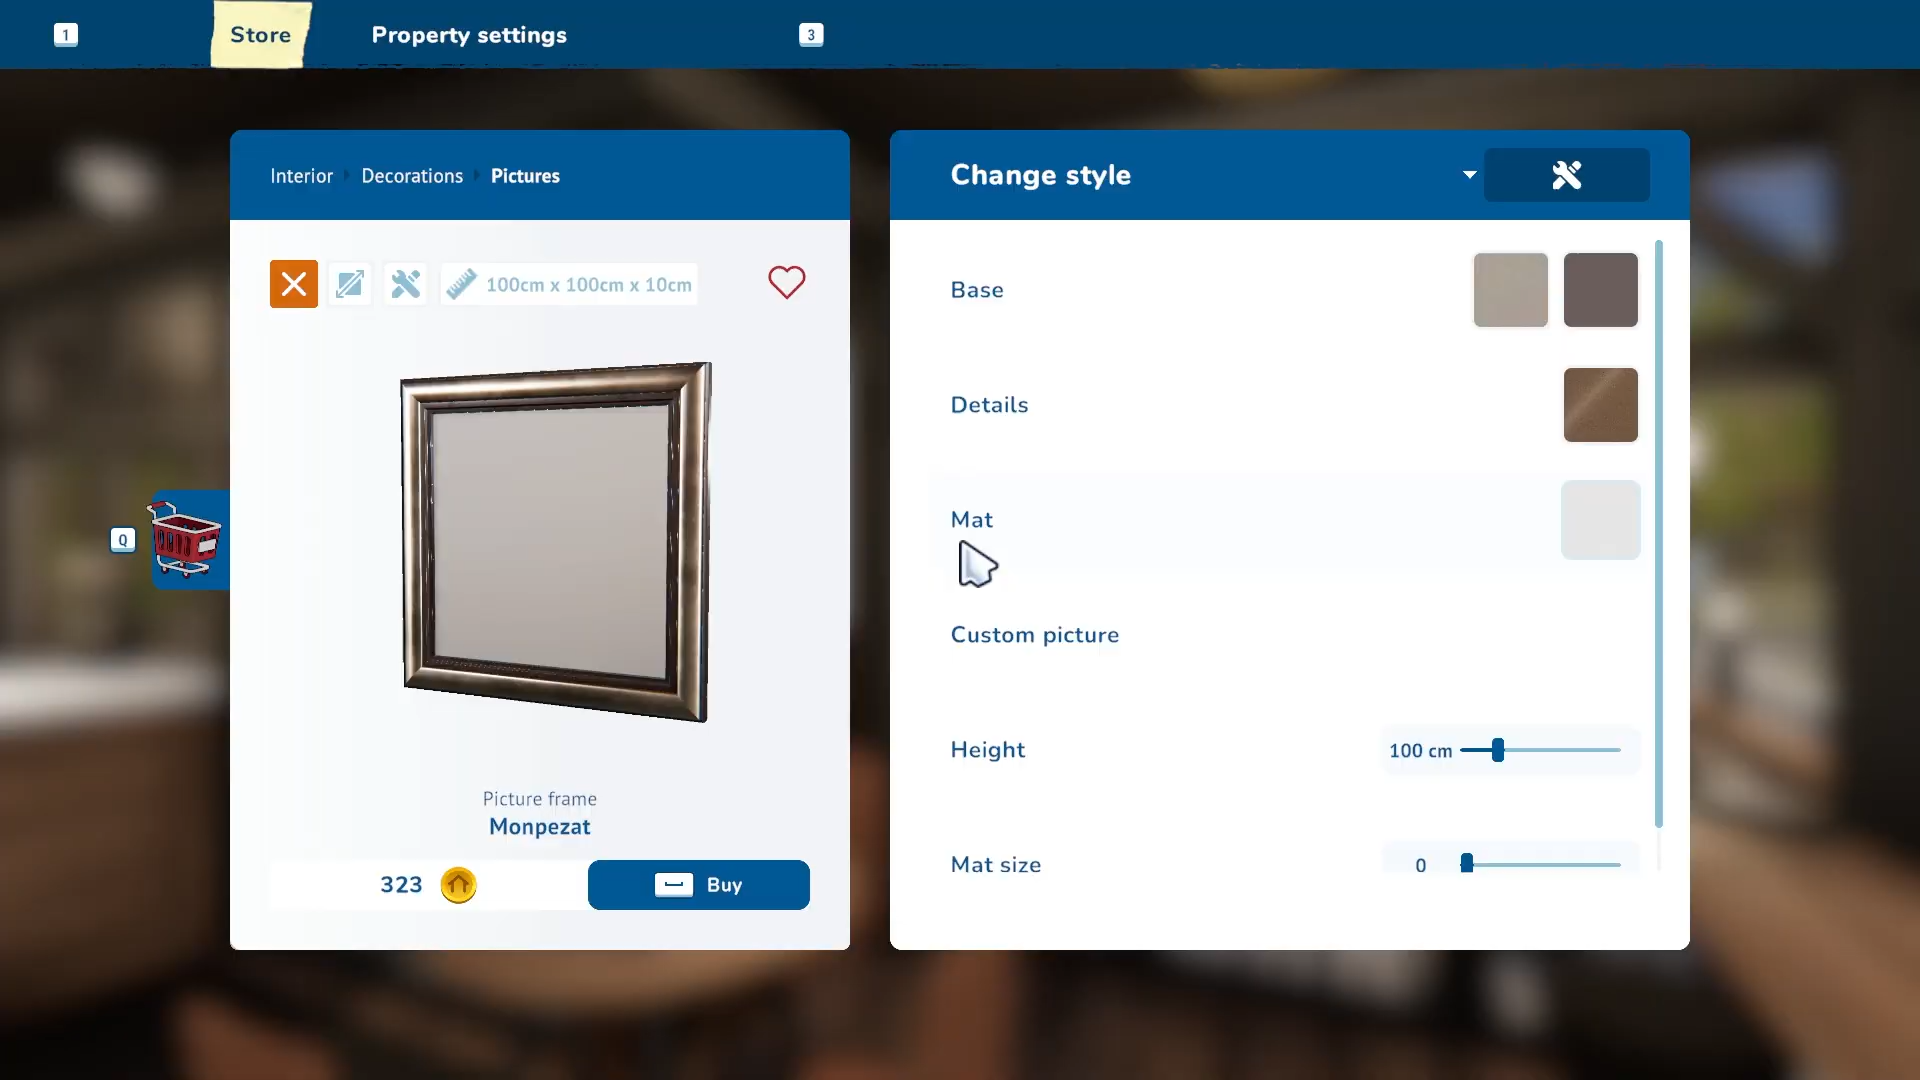 1
Store
Property settings
3
Interior Decorations Pictures
100cm x 100cm x 10cm
Q
Picture frame
Monpezat
323
Buy
Change style
Base
Details
Mat
Custom picture
Height
100 cm
Mat size
0